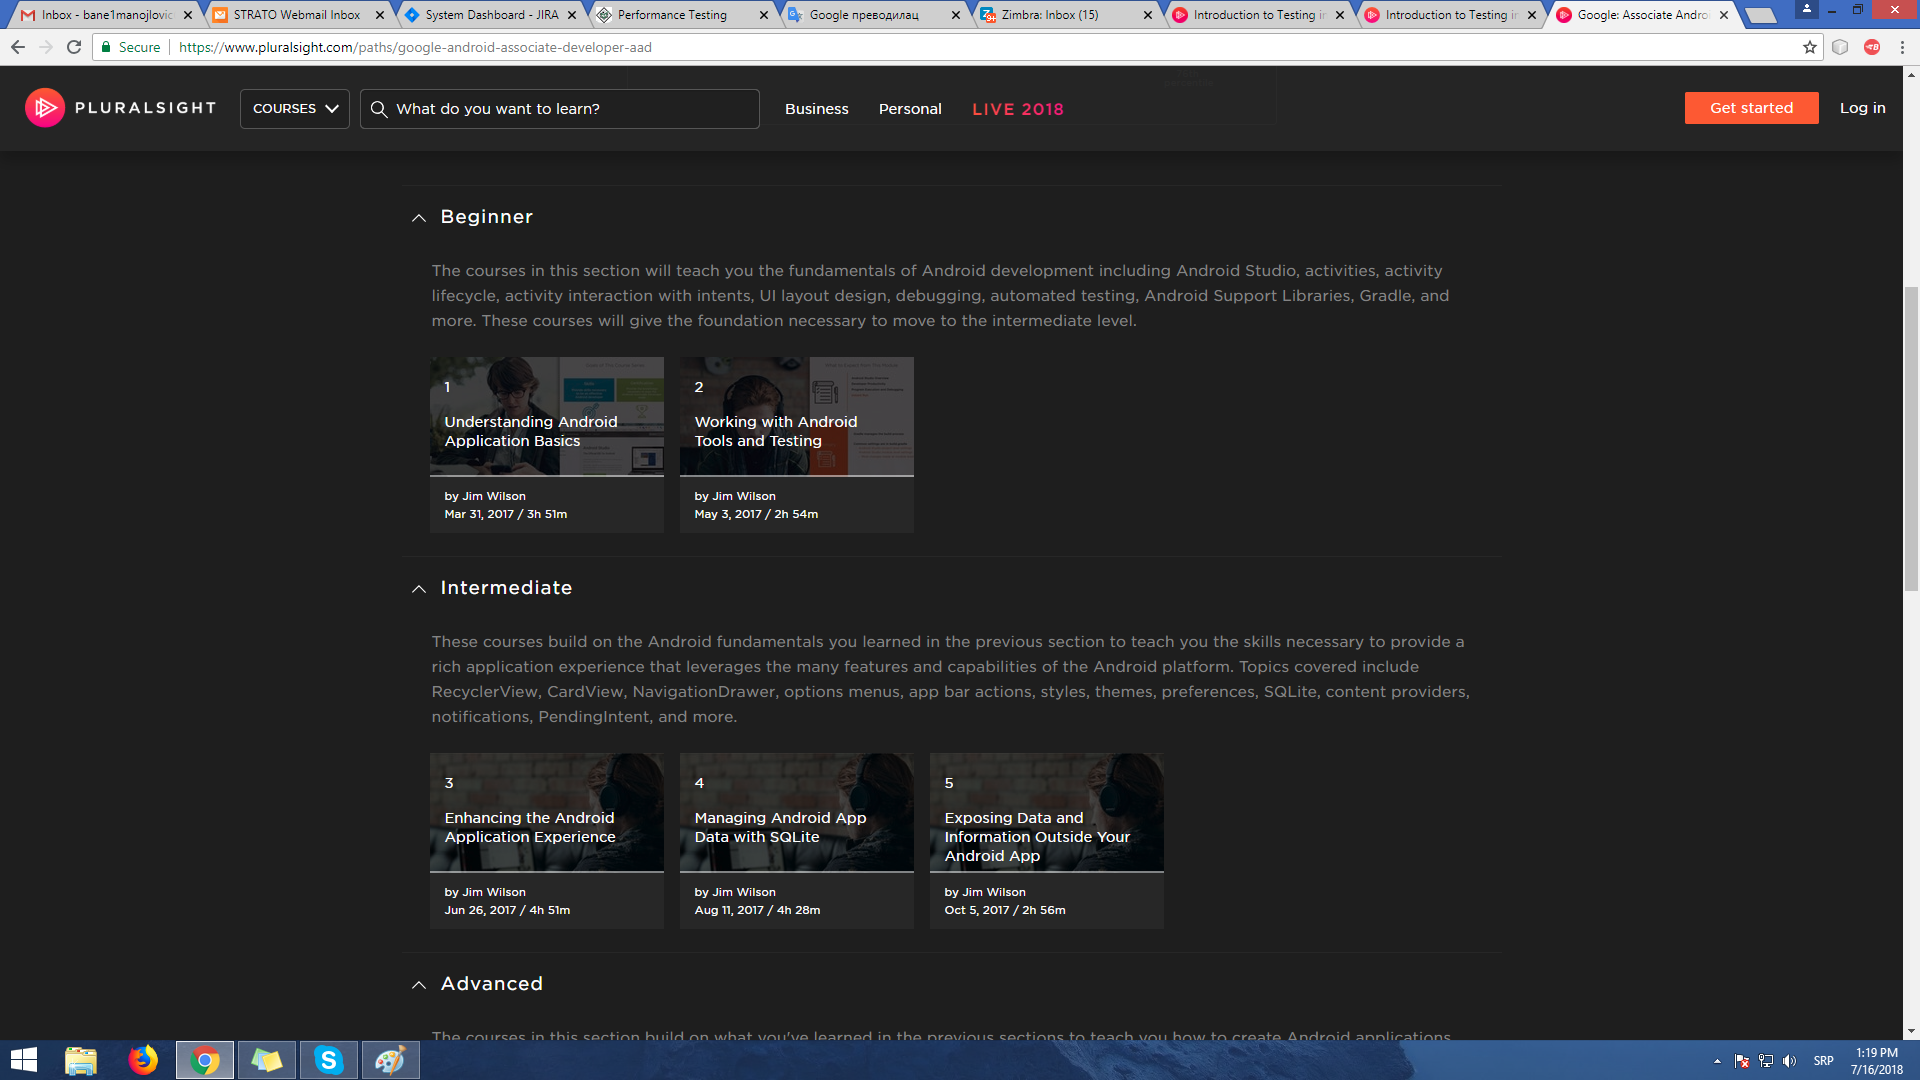 Inbox - bane1manojlovic
STRATO Webmail Inbox
System Dashboard - JIRA
Performance Testing
Google преводилац
Zimbra: Inbox (15)
Introduction to Testing in
Introduction to Testing in
Google: Associate Androi
Secure
https://www.pluralsight.com/paths/google-android-associate-developer-aad
PLURALSIGHT
COURSES
What do you want to learn?
Business
Personal
LIVE 2018
Get started
Log in
Beginner
The courses in this section will teach you the fundamentals of Android development including Android Studio, activities, activity
lifecycle, activity interaction with intents, UI layout design, debugging, automated testing, Android Support Libraries, Gradle, and
more. These courses will give the foundation necessary to move to the intermediate level.
1
Understanding Android
Application Basics
by Jim Wilson
Mar 31, 2017 / 3h 51m
2
Working with Android
Tools and Testing
by Jim Wilson
May 3, 2017 / 2h 54m
Intermediate
These courses build on the Android fundamentals you learned in the previous section to teach you the skills necessary to provide a
rich application experience that leverages the many features and capabilities of the Android platform. Topics covered include
RecyclerView, CardView, NavigationDrawer, options menus, app bar actions, styles, themes, preferences, SQLite, content providers,
notifications, PendingIntent, and more.
3
Enhancing the Android
Application Experience
by Jim Wilson
Jun 26, 2017 / 4h 51m
4
Managing Android App
Data with SQLite
by Jim Wilson
Aug 11, 2017 / 4h 28m
5
Exposing Data and
Information Outside Your
Android App
by Jim Wilson
Oct 5, 2017 / 2h 56m
Advanced
The courses in this section build on what you've learned in the previous sections to teach you how to create Android applications
SRP
1:19 PM
7/16/2018